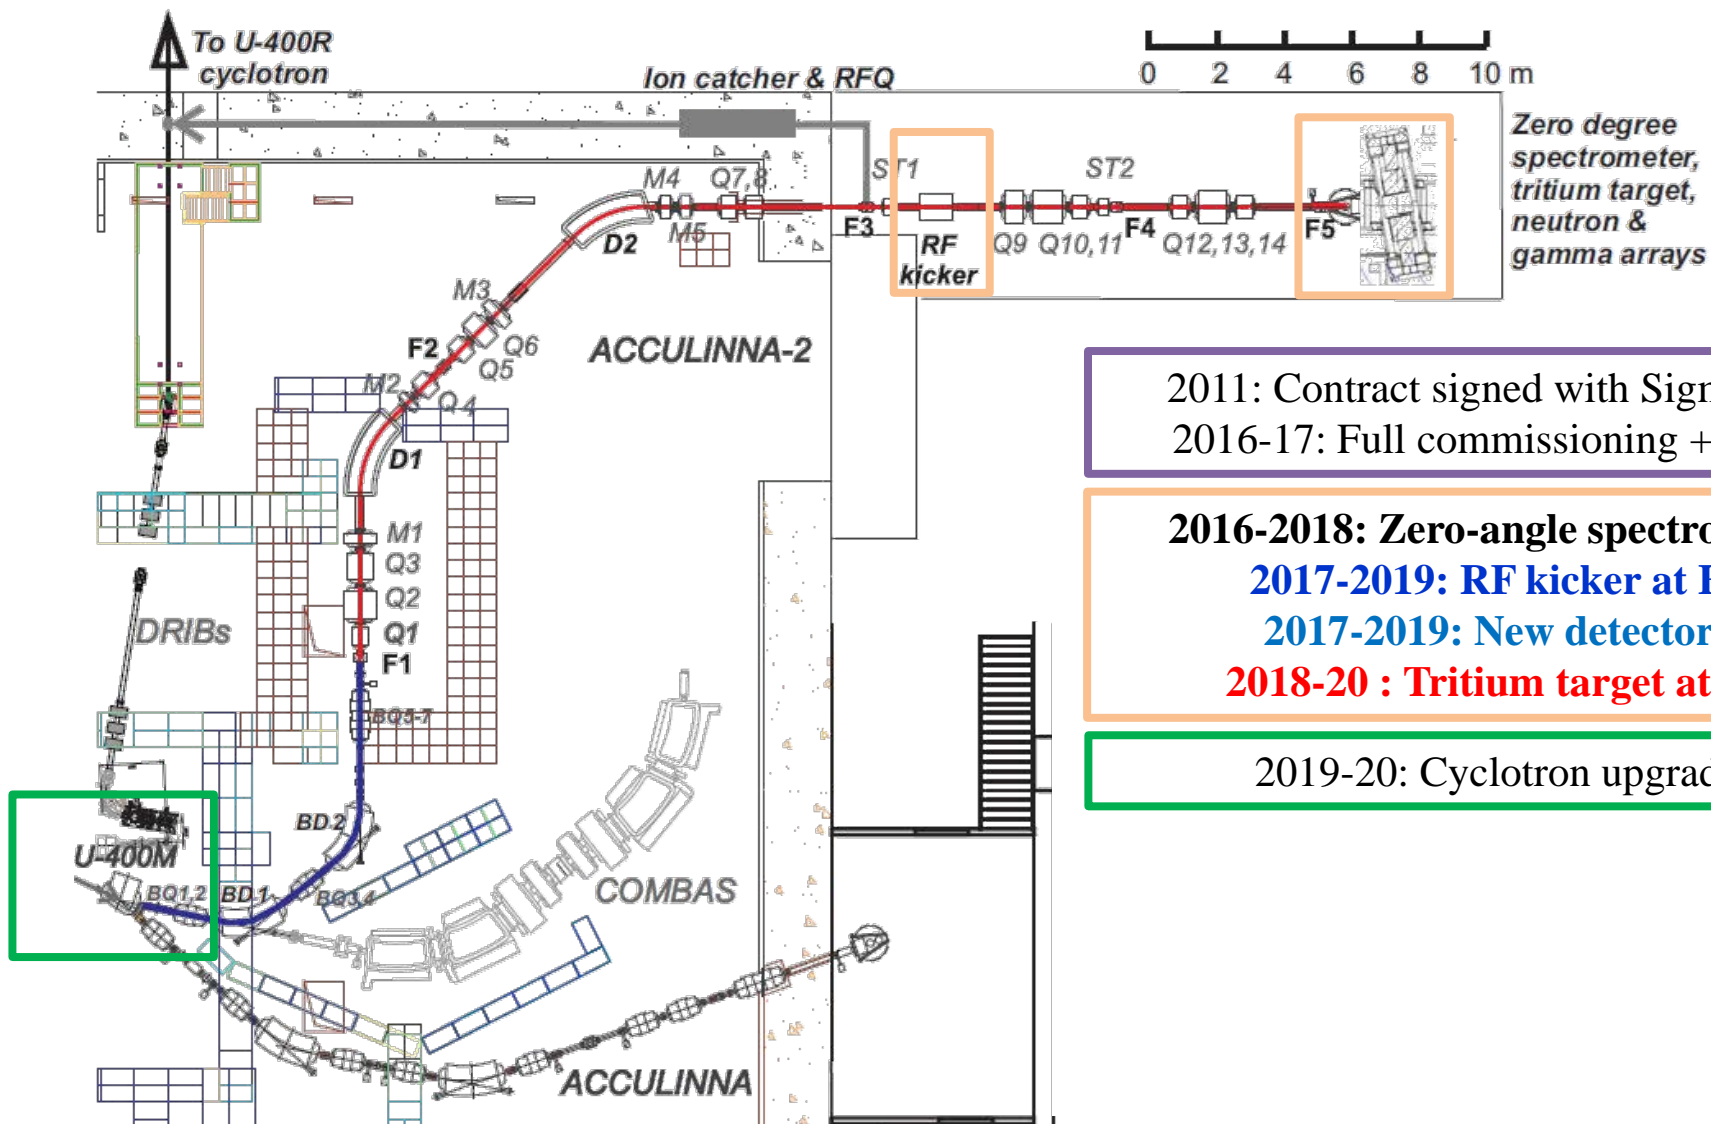 To U-400R
cyclotron
Ion catcher & RFQ
0 2 4 6 8 10 m
Zero degree
spectrometer,
tritium target,
neutron &
gamma arrays
M4 Q7,8 ST1 ST2
D2 M5 F3 RF
kicker
Q9 Q10,11 F4 Q12,13,14 F5
M3
F2 Q6
Q5
ACCULINNA-2
M2 Q4
D1
M1
Q3
Q2
Q1
F1
DRIBs
BQ5-7
BD2
U-400M
BQ1,2 BD1 BQ3,4
COMBAS
ACCULINNA
2011: Contract signed with
2016-17: Full commissioning +
2016-2018: Zero-angle
2017-2019: RF kicker at
2017-2019: New detector
2018-20 : Tritium target at
2019-20: Cyclotron